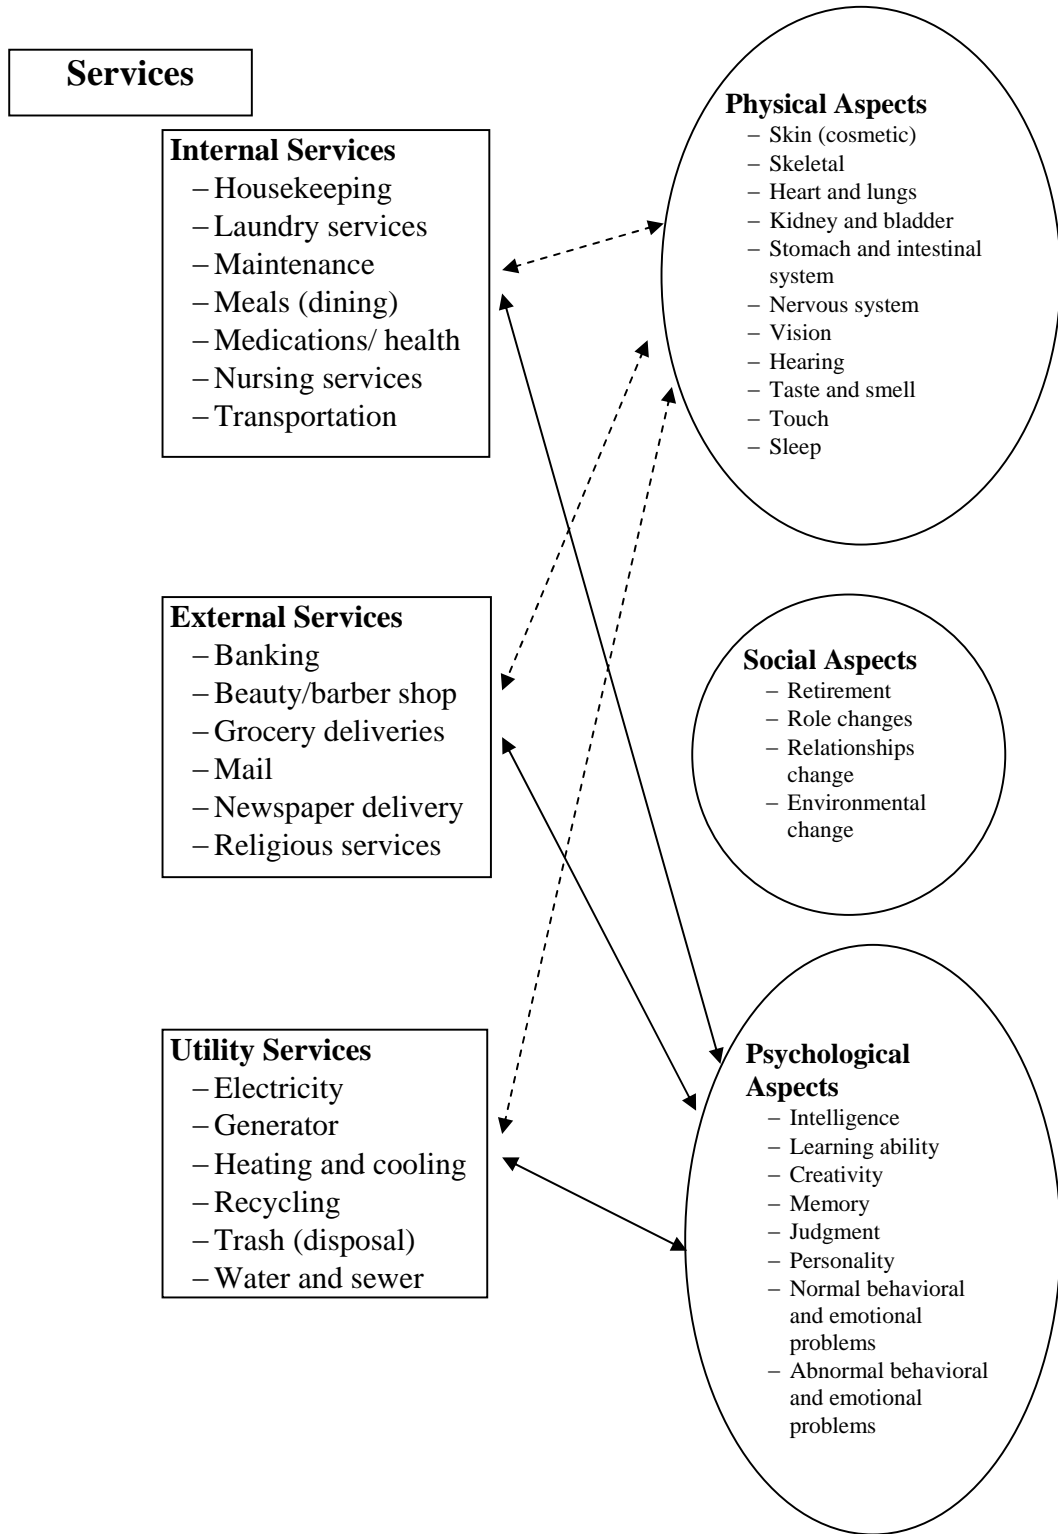 Services
Internal Services
– Housekeeping
– Laundry services
– Maintenance
– Meals (dining)
– Medications/ health
– Nursing services
– Transportation
External Services
– Banking
– Beauty/barber shop
– Grocery deliveries
– Mail
– Newspaper delivery
– Religious services
Utility Services
– Electricity
– Generator
– Heating and cooling
– Recycling
– Trash (disposal)
– Water and sewer
Physical Aspects
– Skin (cosmetic)
– Skeletal
– Heart and lungs
– Kidney and bladder
– Stomach and intestinal
system
– Nervous system
– Vision
– Hearing
– Taste and smell
– Touch
– Sleep
Social Aspects
– Retirement
– Role changes
– Relationships
change
– Environmental
change
Psychological
Aspects
– Intelligence
– Learning ability
– Creativity
– Memory
– Judgment
– Personality
– Normal behavioral
and emotional
problems
– Abnormal behavioral
and emotional
problems